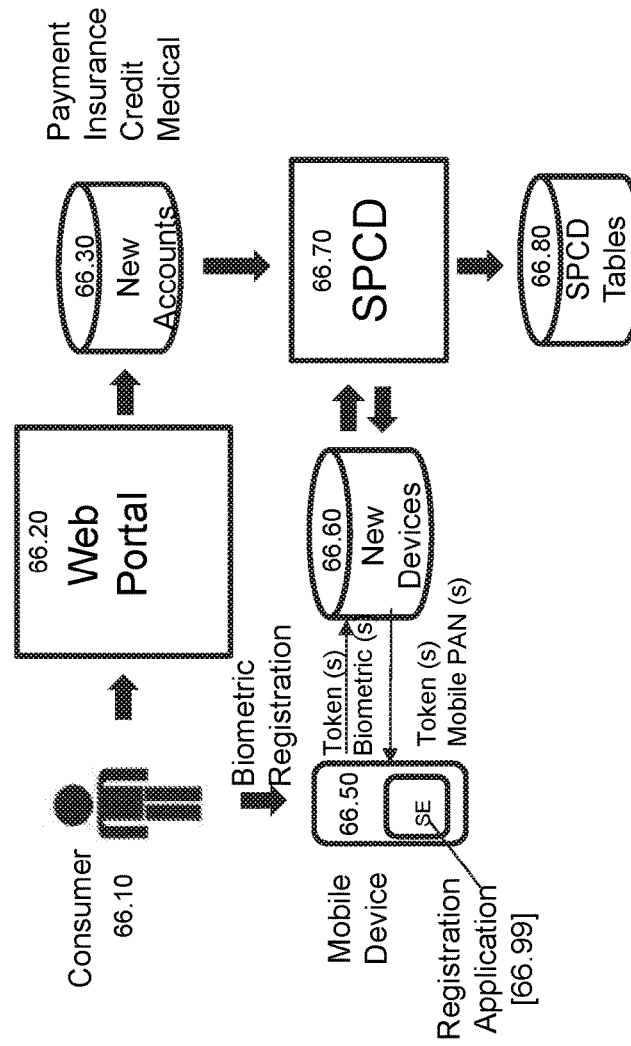 Consumer
66.10
66.20
Web
Portal
66.30
New
Accounts
Payment
Insurance
Credit
Medical
Biometric
Registration
Mobile
Device
66.50
SE
Registration
Application
[66.99]
Token (s)
Biometric (s
Token (s)
Mobile PAN (s)
66.60
New
Devices
66.70
SPCD
66.80
SPCD
Tables